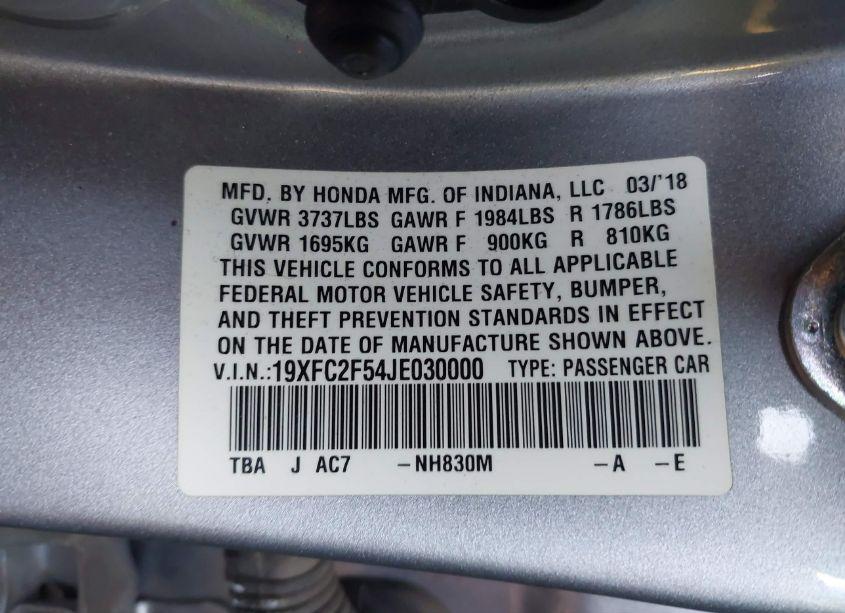 MFD. BY HONDA MFG. OF INDIANA, LLC 03/'18
GVWR 3737LBS GAWR F 1984LBS R 1786LBS
GVWR 1695KG GAWR F 900KG R 810KG
THIS VEHICLE CONFORMS TO ALL APPLICABLE
FEDERAL MOTOR VEHICLE SAFETY, BUMPER,
AND THEFT PREVENTION STANDARDS IN EFFECT
ON THE DATE OF MANUFACTURE SHOWN ABOVE.
V.I.N.:19XFC2F54JE030000 TYPE: PASSENGER CAR
TBA J AC7 -NH830M -A -E